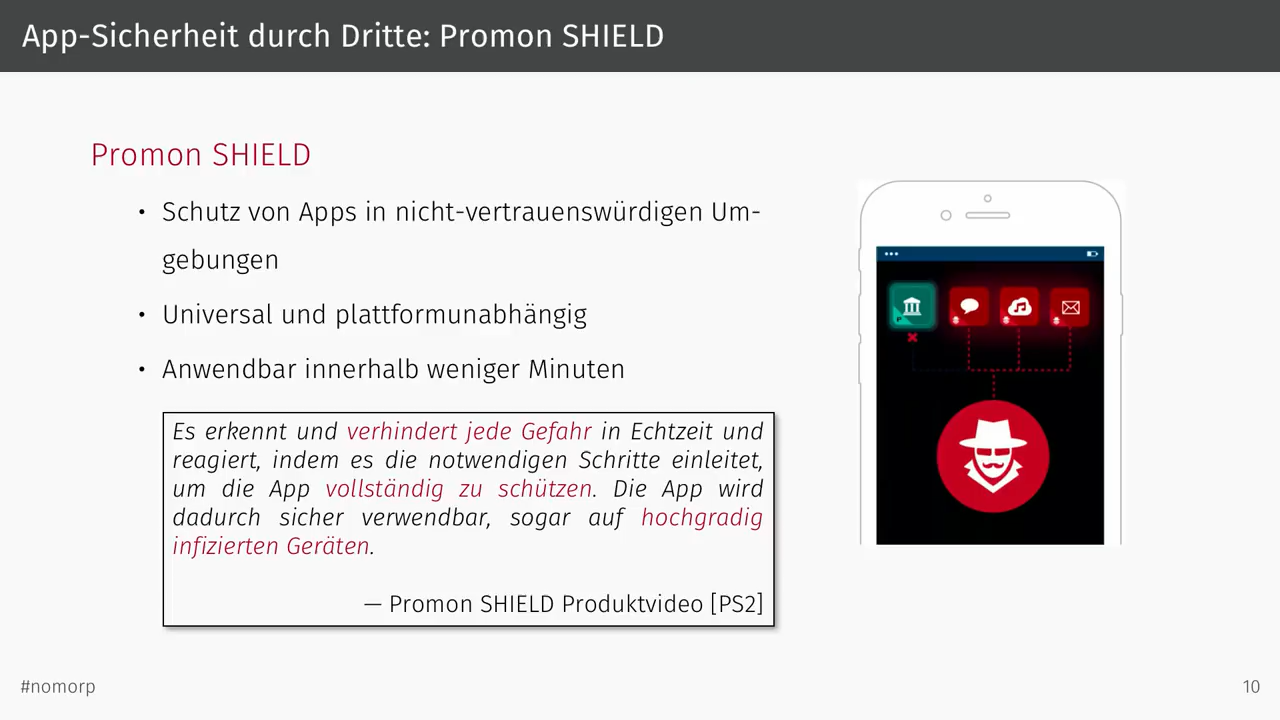 App-Sicherheit durch Dritte: Promon SHIELD
Promon SHIELD
• Schutz von Apps in nicht-vertrauenswürdigen Um-
gebungen
• Universal und plattformunabhängig
• Anwendbar innerhalb weniger Minuten
Es erkennt und verhindert jede Gefahr in Echtzeit und
reagiert, indem es die notwendigen Schritte einleitet,
um die App vollständig zu schützen. Die App wird
dadurch sicher verwendbar, sogar auf hochgradig
infizierten Geräten.
— Promon SHIELD Produktvideo [PS2]
#nomorp
10